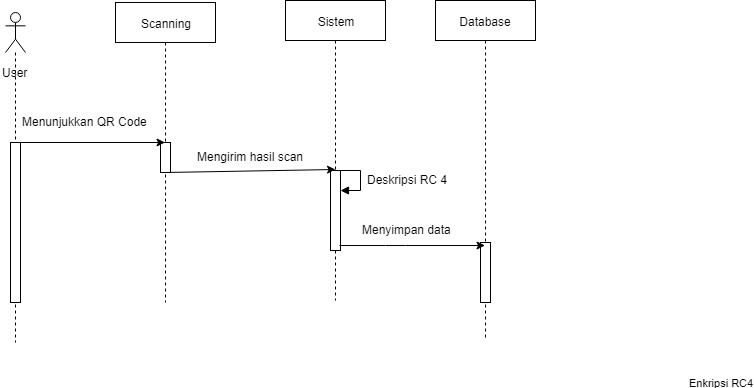 Scanning
Sistem
Database
User
Menunjukkan QR Code
Mengirim hasil scan
Deskripsi RC 4
Menyimpan data
Enkripsi RC4